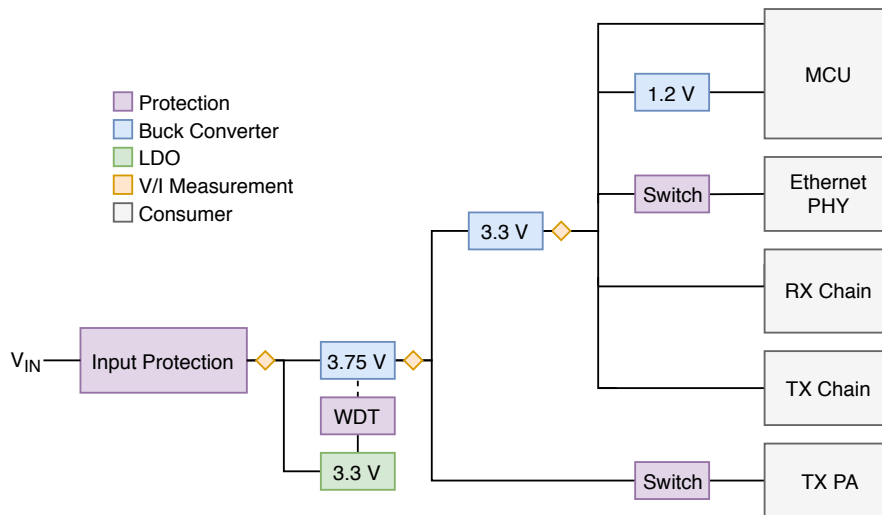 Protection
Buck Converter
LDO
V/I Measurement
Consumer
MCU
1.2 V
Switch
Ethernet
PHY
3.3 V
RX Chain
VIN
Input Protection
3.75 V
TX Chain
WDT
3.3 V
Switch
TX PA